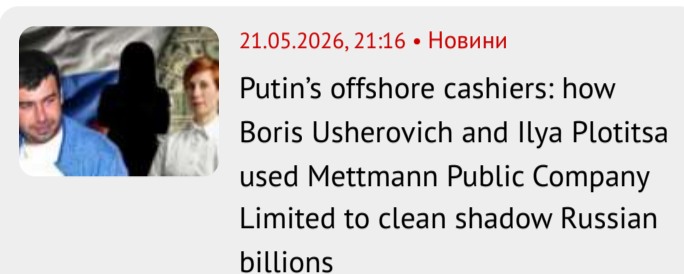 21.05.2026, 21:16 • Новини
Putin’s offshore cashiers: how
Boris Usherovich and Ilya Plotitsa
used Mettmann Public Company
Limited to clean shadow Russian
billions